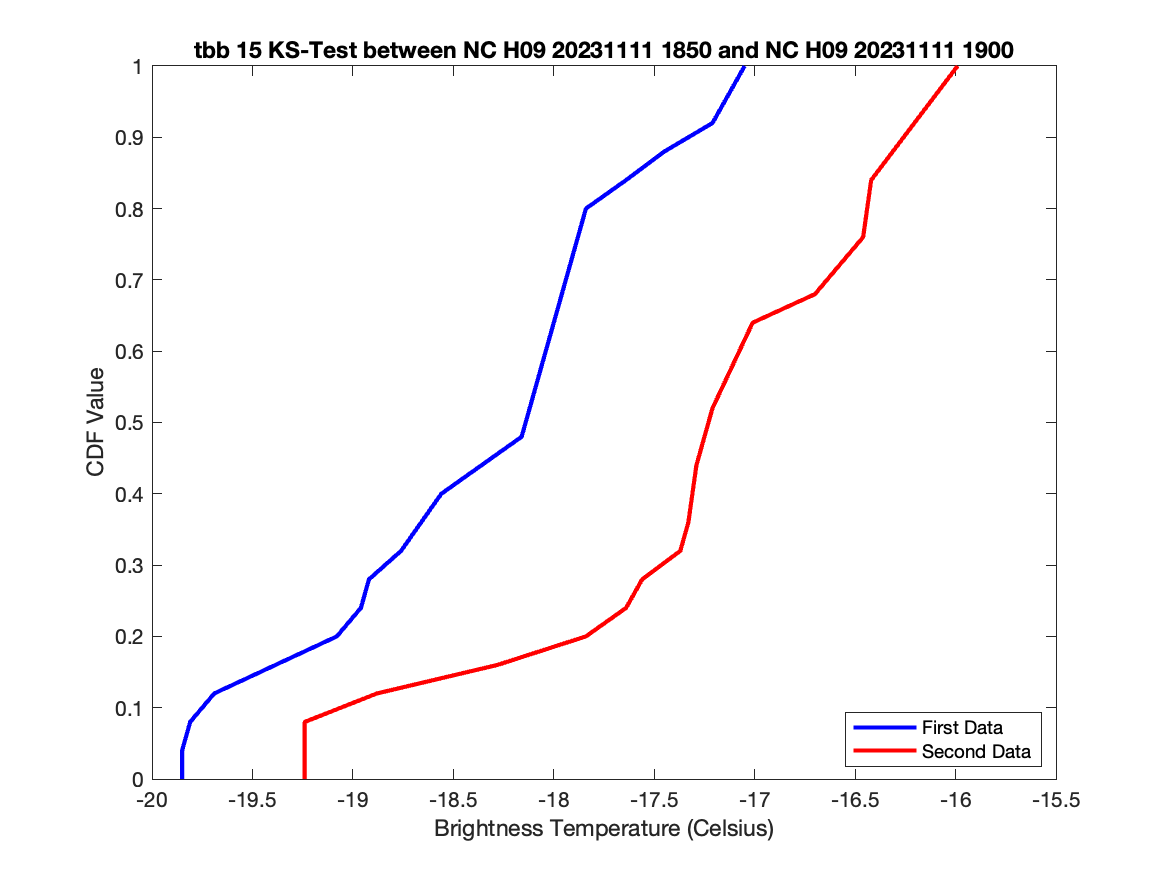 tbb 15 KS-Test between NC H09 20231111 1850 and NC H09 20231111 1900
1
0.9
0.8
0.7
0.6
0.5
0.4
0.3
0.2
0.1
0
CDF Value
First Data
Second Data
-20 -19.5 -19 -18.5 -18 -17.5 -17 -16.5 -16 -15.5
Brightness Temperature (Celsius)